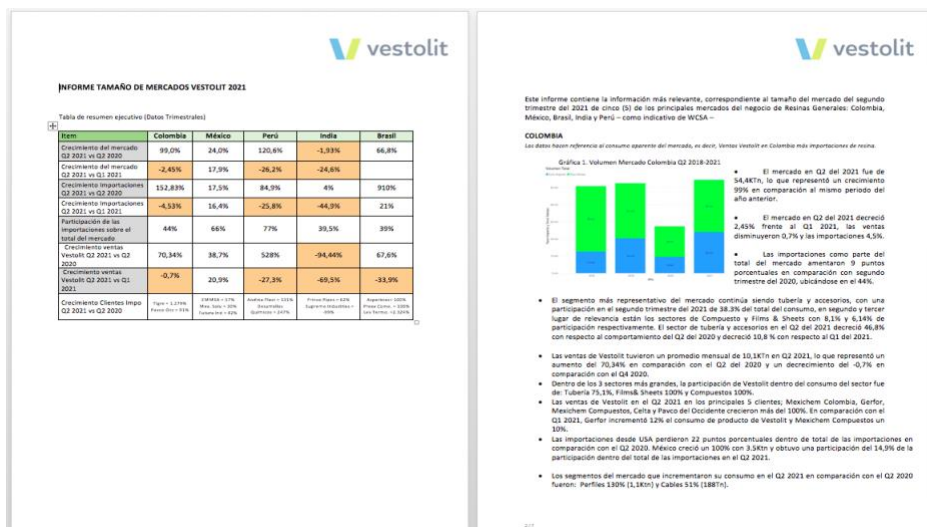 vestolit
INFORME TAMAÑO DE MERCADOS VESTOLIT 2021
Tabla de resumen ejecutivo (Datos Trimestrales)
Item Colombia México Perú India Brasil
Crecimiento del mercado Q2 2021 vs Q2 2020 99,0% 24,0% 120,6% -1,93% 66,8%
Crecimiento del mercado Q2 2021 vs Q1 2021 -2,45% 17,9% -26,2% -24,6%
Crecimiento Importaciones Q2 2021 vs Q2 2020 152,83% 17,5% 84,9% 4% 910%
Crecimiento Importaciones Q2 2021 vs Q1 2021 -4,53% 16,4% -25,8% -44,9% 21%
Participación de las importaciones sobre el total del mercado 44% 66% 77% 39,5% 39%
Crecimiento ventas Vestolit Q2 2021 vs Q2 2020 70,34% 38,7% 528% -94,44% 67,6%
Crecimiento ventas Vestolit Q2 2021 vs Q1 2021 -0,7% 20,9% -27,3% -69,5% -33,9%
Crecimiento Clientes Impo Q2 2021 vs Q2 2020
vestolit
Este informe contiene la información más relevante, correspondiente al tamaño del mercado del segundo
trimestre del 2021 de cinco (5) de los principales mercados del negocio de Resinas Generales: Colombia,
México, Brasil, India y Perú – como indicativo de WCSA –
COLOMBIA
Los datos hacen referencia al consumo aparente del mercado, es decir, Ventas Vestolit en Colombia más importaciones de resina.
Gráfica 1. Volumen Mercado Colombia Q2 2018-2021
• El mercado en Q2 del 2021 fue de
54,4KTn, lo que representó un crecimiento
99% en comparación al mismo periodo del
año anterior.
• El mercado en Q2 del 2021 decreció
2,45% frente al Q1 2021, las ventas
disminuyeron 0,7% y las importaciones 4,5%.
• Las importaciones como parte del
total del mercado amentaron 9 puntos
porcentuales en comparación con segundo
trimestre del 2020, ubicándose en el 44%.
• El segmento más representativo del mercado continúa siendo tubería y accesorios, con una
participación en el segundo trimestre del 2021 de 38.3% del total del consumo, en segundo y tercer
lugar de relevancia están los sectores de Compuesto y Films & Sheets con 8,1% y 6,14% de
participación respectivamente. El sector de tubería y accesorios en el Q2 del 2021 decreció 46,8%
con respecto al comportamiento del Q2 del 2020 y decreció 10,8 % con respecto al Q1 del 2021.
• Las ventas de Vestolit tuvieron un promedio mensual de 10,1KTn en Q2 2021, lo que representó un
aumento del 70,34% en comparación con el Q2 del 2020 y un decrecimiento del -0,7% en
comparación con el Q4 2020.
• Dentro de los 3 sectores más grandes, la participación de Vestolit dentro del consumo del sector fue
de: Tubería 75,1%, Films& Sheets 100% y Compuestos 100%.
• Las ventas de Vestolit en el Q2 2021 en los principales 5 clientes; Mexichem Colombia, Gerfor,
Mexichem Compuestos, Celta y Pavco del Occidente crecieron más del 100%. En comparación con el
Q1 2021, Gerfor incrementó 12% el consumo de producto de Vestolit y Mexichem Compuestos un
10%.
• Las importaciones desde USA perdieron 22 puntos porcentuales dentro de total de las importaciones en
comparación con el Q2 2020. México creció un 100% con 3.5Ktn y obtuvo una participación del 14,9% de la
participación dentro del total de las importaciones en el Q2 2021.
• Los segmentos del mercado que incrementaron su consumo en el Q2 2021 en comparación con el Q2 2020
fueron: Perfiles 130% (1,1Ktn) y Cables 51% (188Tn).